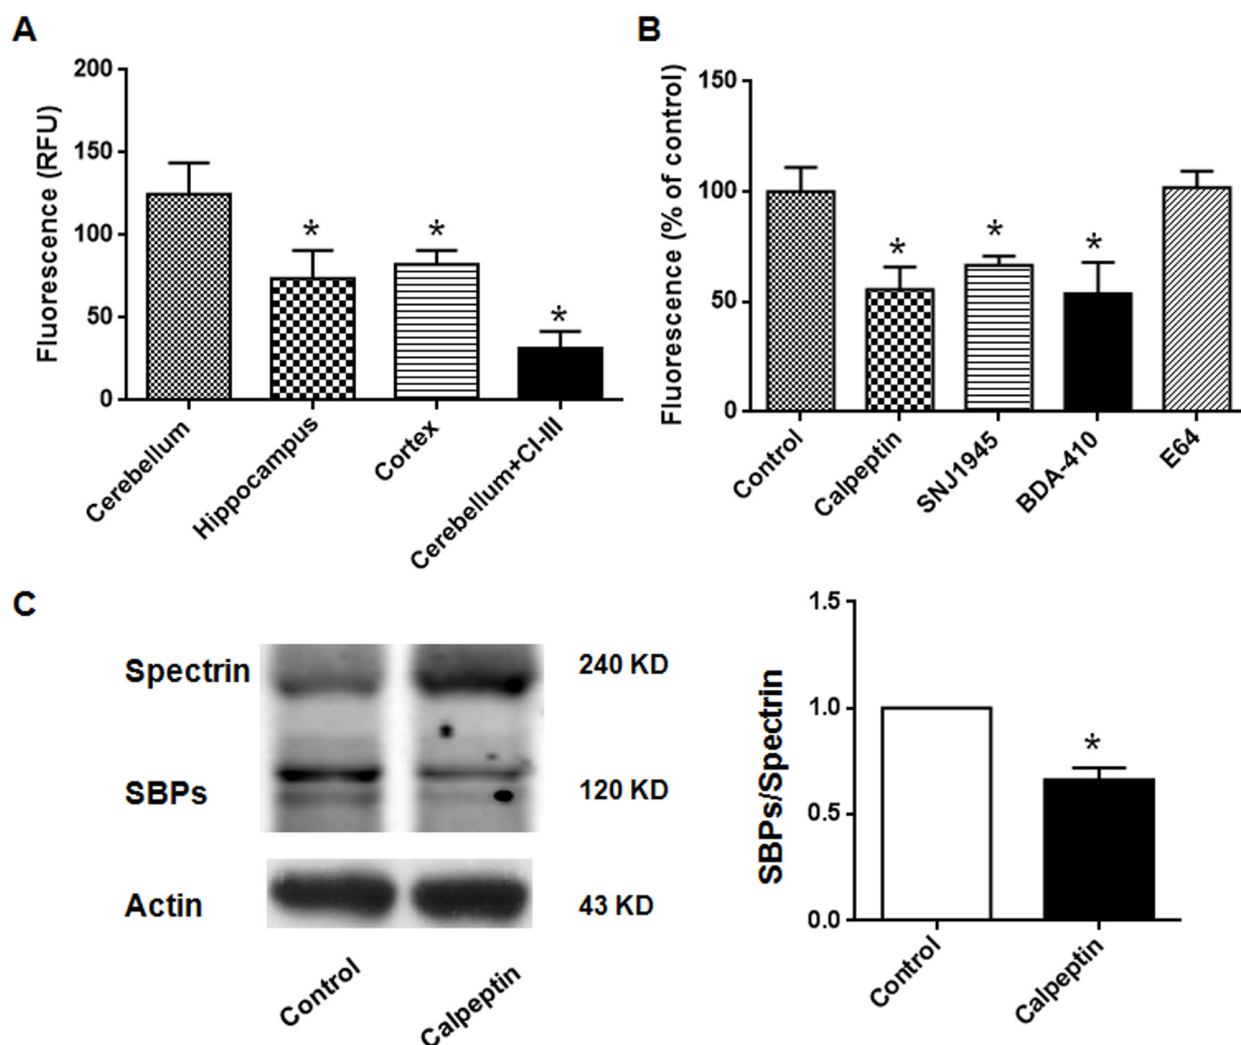 A
Fluorescence (RFU)
200
150
100
50
0
*
*
*
Cerebellum
Hippocampus
Cortex
Cerebellum+CI-III
B
Fluorescence (% of control)
150
100
50
0
*
*
*
Control
Calpeptin
SNJ1945
BDA-410
E64
C
Spectrin
240 KD
SBPs
120 KD
Actin
43 KD
Control
Calpeptin
SBPs/Spectrin
1.5
1.0
0.5
0.0
*
Control
Calpeptin